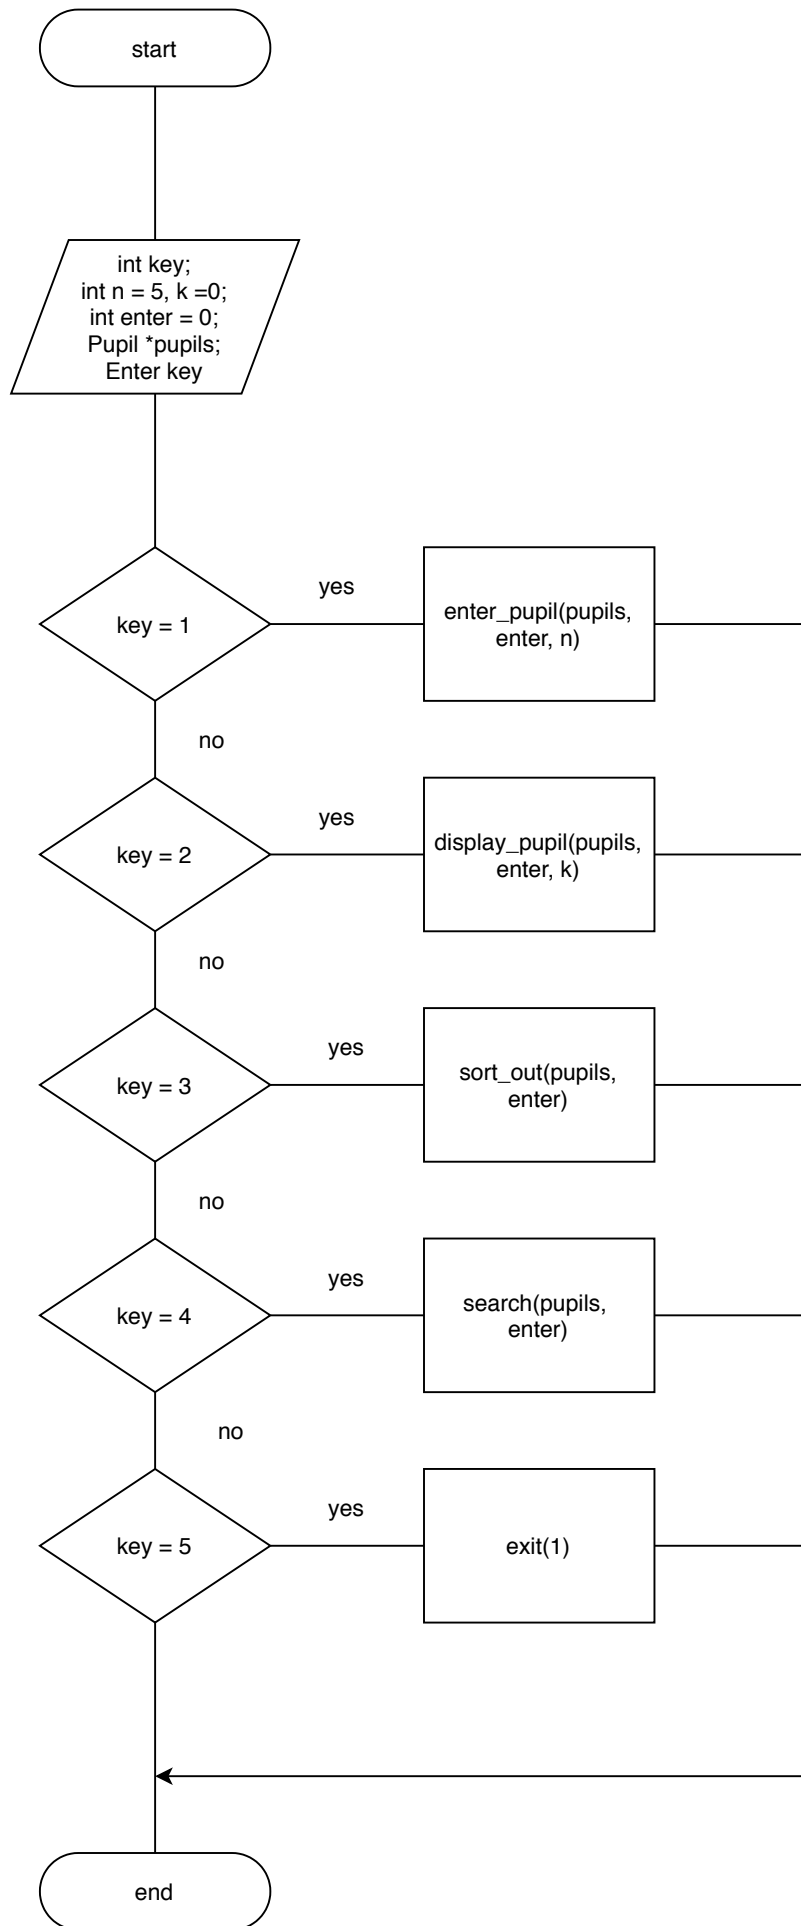 start
int key;
int n = 5, k =0;
int enter = 0;
Pupil *pupils;
Enter key
key = 1
yes
enter_pupil(pupils,
enter, n)
no
key = 2
yes
display_pupil(pupils,
enter, k)
no
key = 3
yes
sort_out(pupils,
enter)
no
key = 4
yes
search(pupils,
enter)
no
key = 5
yes
exit(1)
end